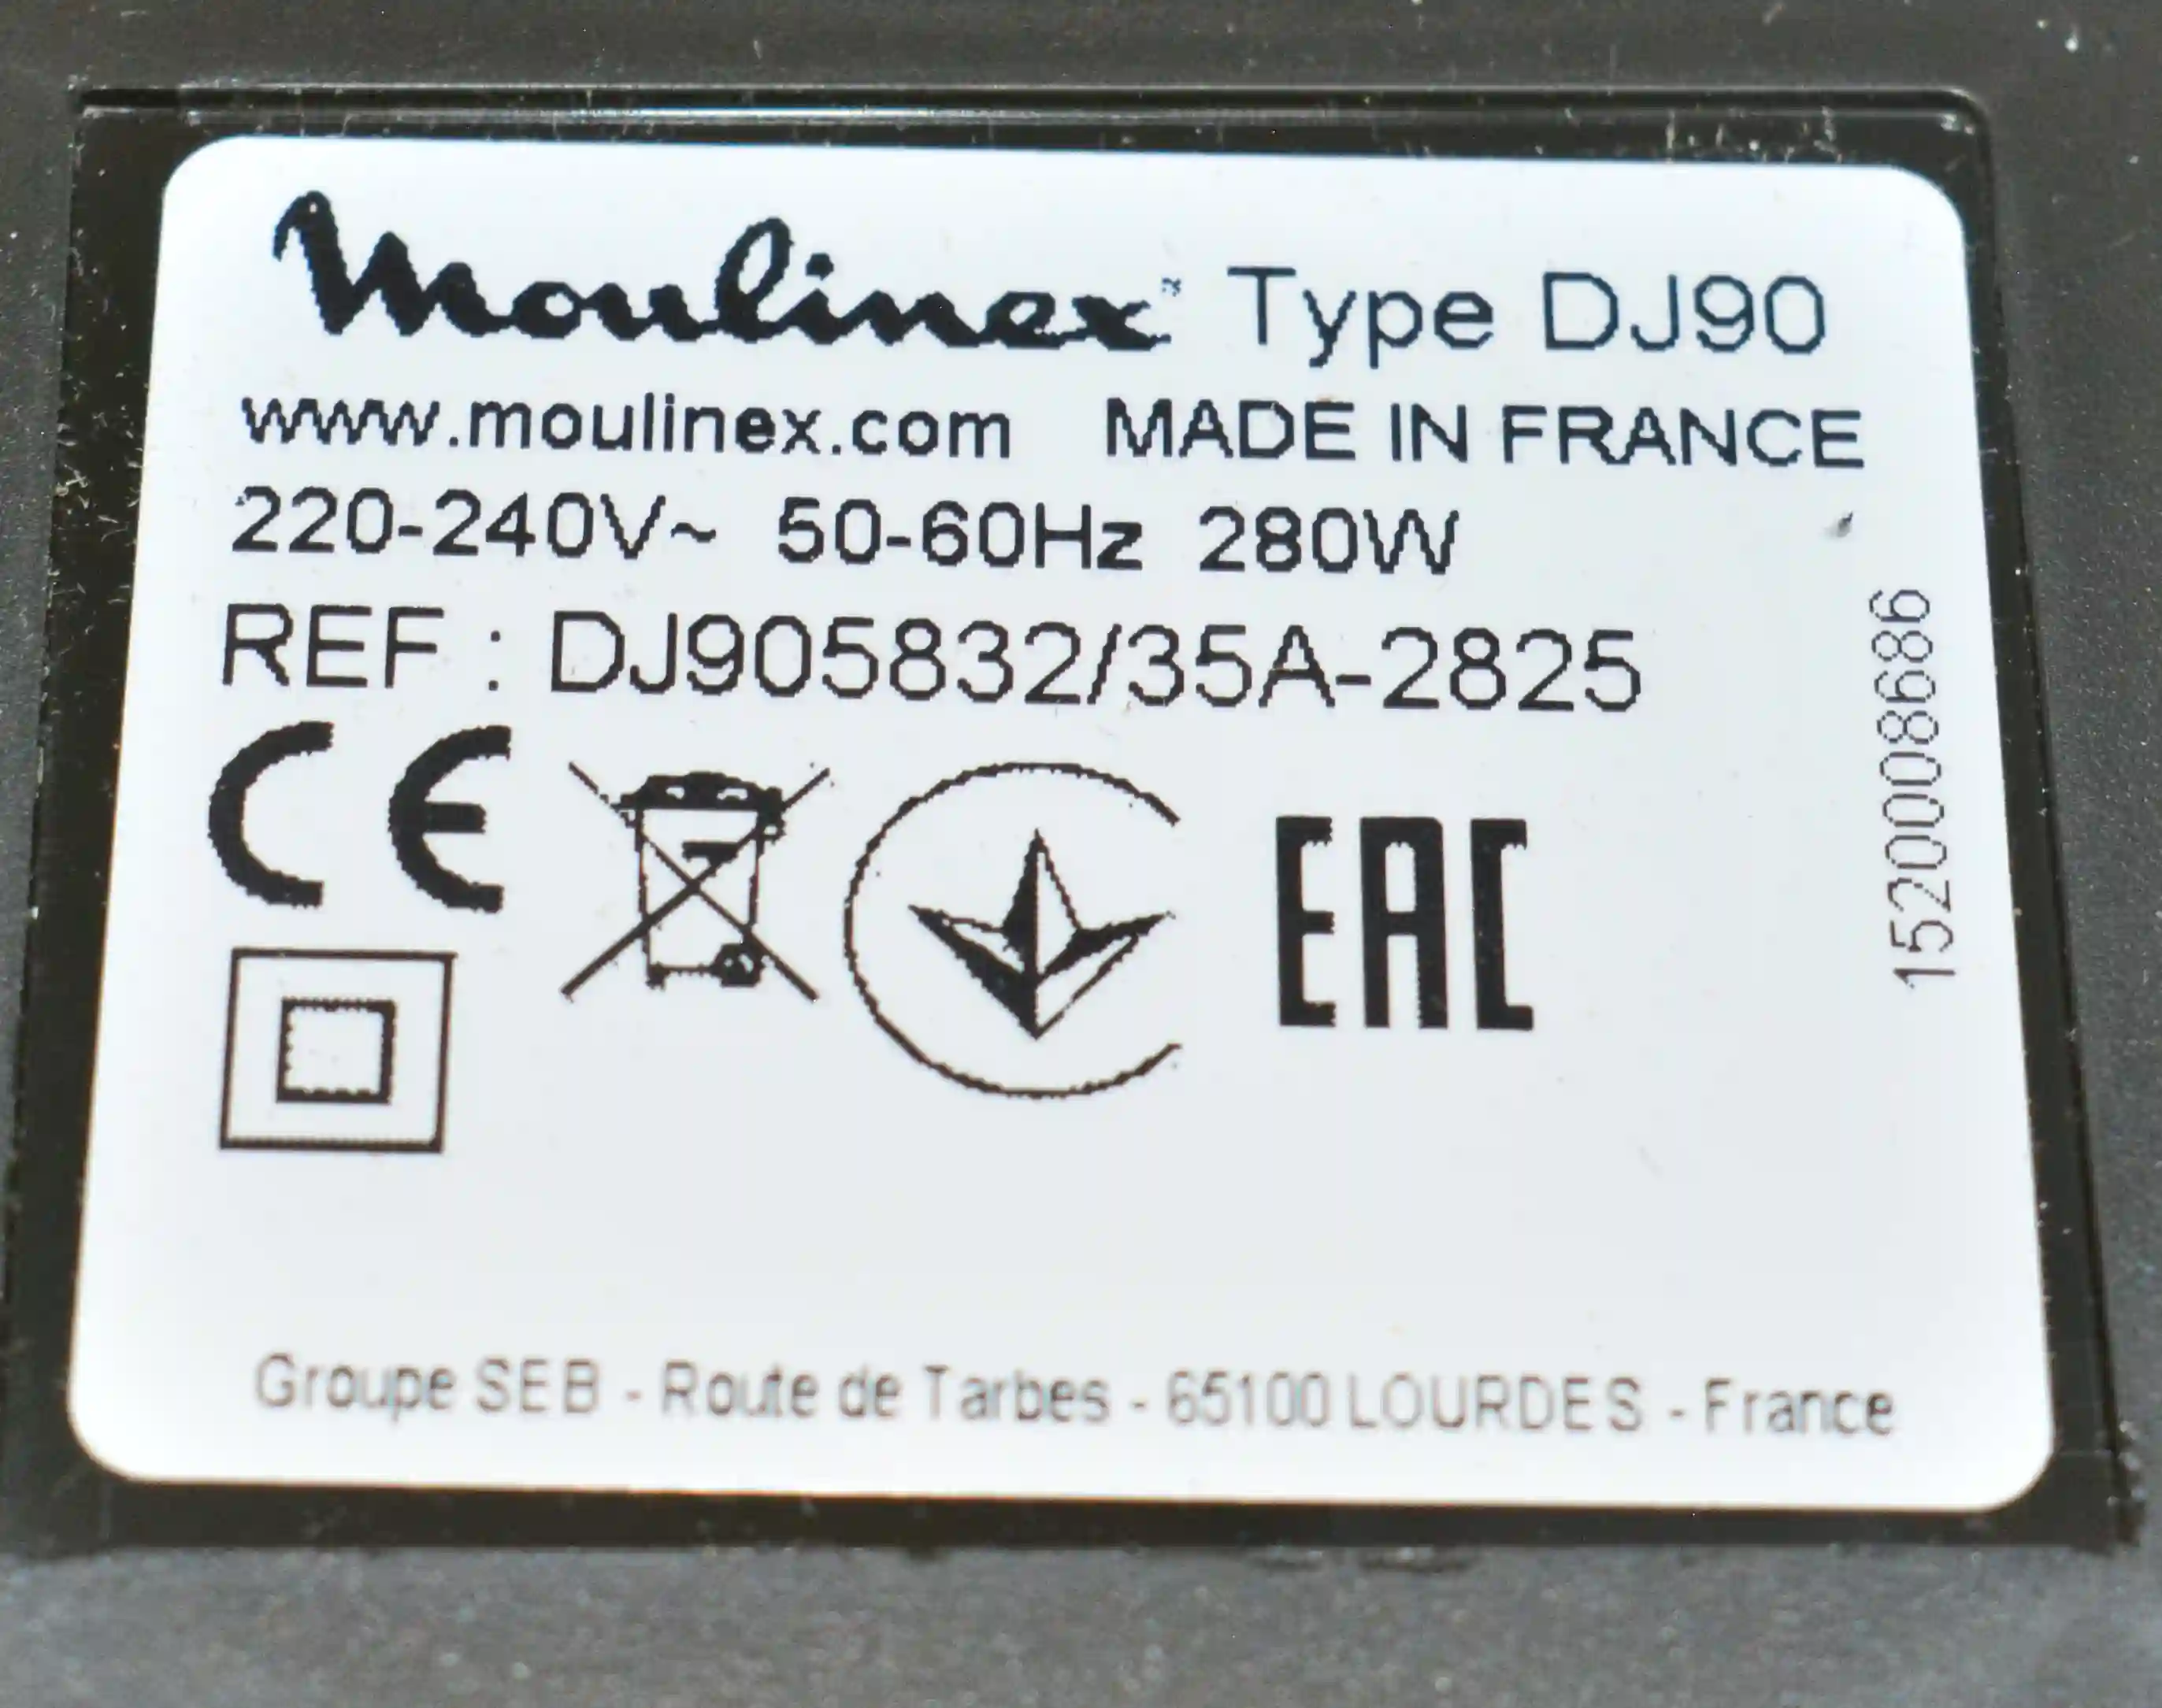 Moulinex Type DJ90
www.moulinex.com MADE IN FRANCE
220-240V~ 50-60Hz 280W
REF : DJ905832/35A-2825
1520008686
CE
EAC
Groupe SEB - Route de Tarbes - 65100 LOURDES - France